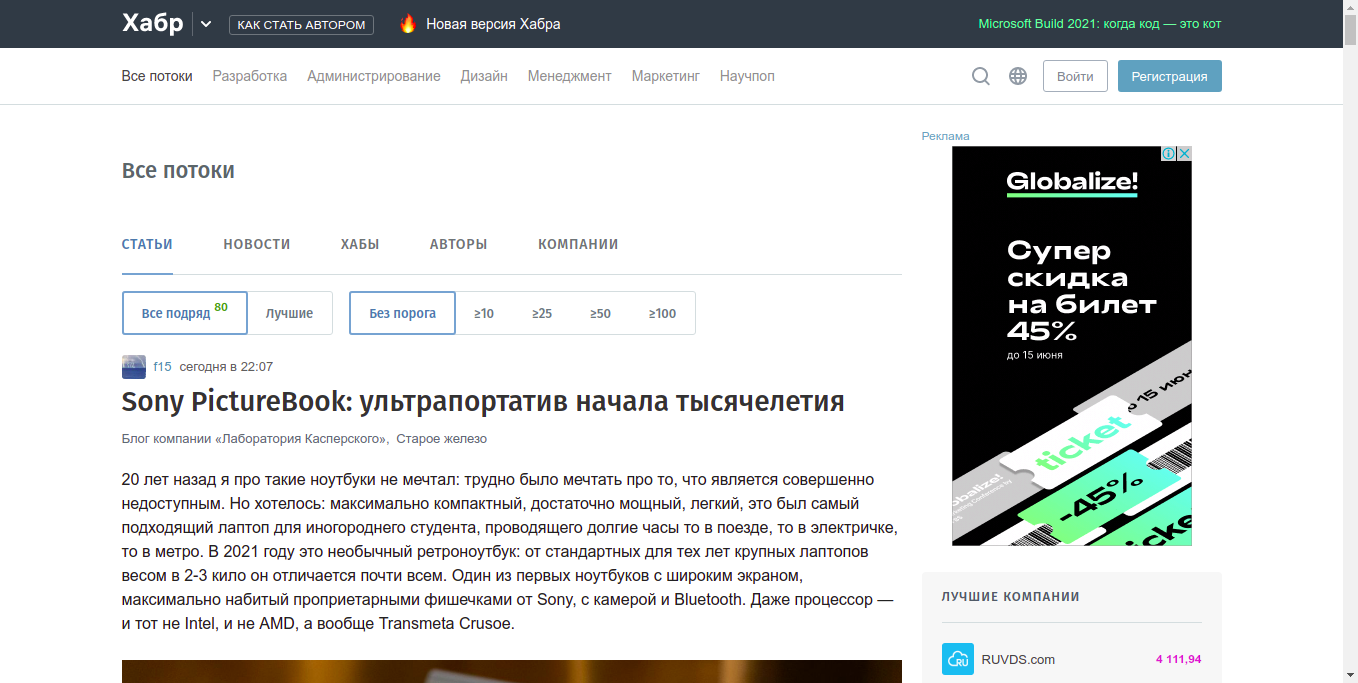 Хабр
КАК СТАТЬ АВТОРОМ
Новая версия Хабра
Microsoft Build 2021: когда код — это кот
Все потоки Разработка Администрирование Дизайн Менеджмент Маркетинг Научпоп
Войти
Регистрация
Все потоки
СТАТЬИ НОВОСТИ ХАБЫ АВТОРЫ КОМПАНИИ
Все подряд 80 Лучшие Без порога ≥10 ≥25 ≥50 ≥100
f15 сегодня в 22:07
Sony PictureBook: ультрапортатив начала тысячелетия
Блог компании «Лаборатория Касперского», Старое железо
20 лет назад я про такие ноутбуки не мечтал: трудно было мечтать про то, что является совершенно
недоступным. Но хотелось: максимально компактный, достаточно мощный, легкий, это был самый
подходящий лаптоп для иногороднего студента, проводящего долгие часы то в поезде, то в электричке,
то в метро. В 2021 году это необычный ретроноутбук: от стандартных для тех лет крупных лаптопов
весом в 2-3 кило он отличается почти всем. Один из первых ноутбуков с широким экраном,
максимально набитый проприетарными фишечками от Sony, с камерой и Bluetooth. Даже процессор —
и тот не Intel, и не AMD, а вообще Transmeta Crusoe.
Реклама
Globalize!
Супер
скидка
на билет
45%
до 15 июня
ticket
-45%
ЛУЧШИЕ КОМПАНИИ
RUVDS.com 4 111,94